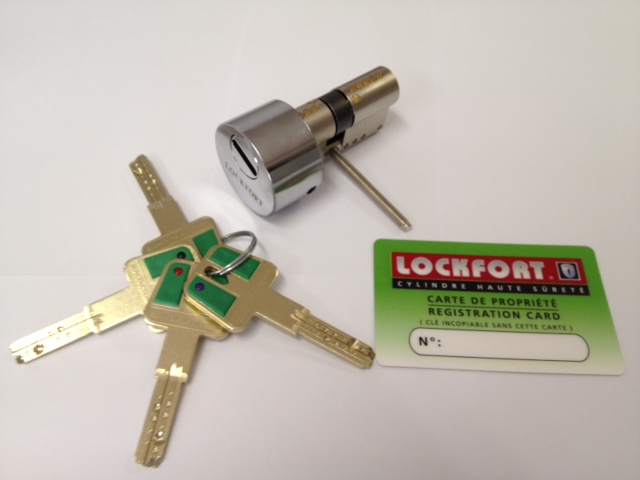 LOCKFORT
LOCKFORT
CYLINDRE HAUTE SÛRETÉ
CARTE DE PROPRIÉTÉ
REGISTRATION CARD
( CLÉ INCOPIABLE SANS CETTE CARTE )
N°: